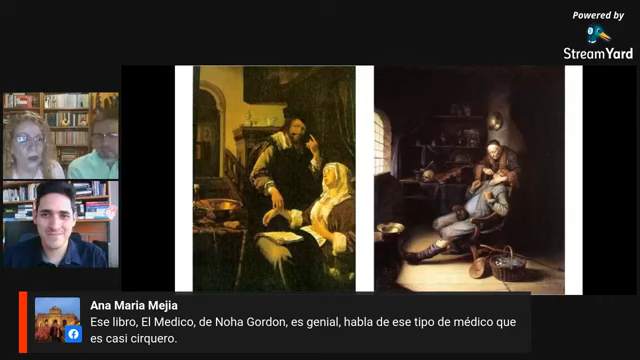 Powered by
StreamYard
Ana Maria Mejia
Ese libro, El Medico, de Noha Gordon, es genial, habla de ese tipo de médico que
es casi cirquero.